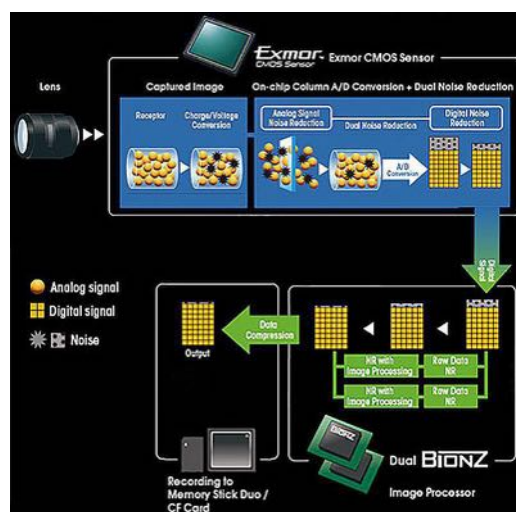 Exmor
CMOS Sensor
Exmor CMOS Sensor
Lens
Captured Image
On-chip Column A/D Conversion + Dual Noise Reduction
Receptor
Charge/Voltage
Conversion
Analog Signal
Noise Reduction
Dual Noise Reduction
Digital Noise
Reduction
A/D
Conversion
Digital
Signal
Analog signal
Digital signal
Noise
Output
Data
Compression
NR with
Image Processing
Raw Data
NR
NR with
Image Processing
Raw Data
NR
BIONZ
Dual BIONZ
Image Processor
Recording to
Memory Stick Duo /
CF Card